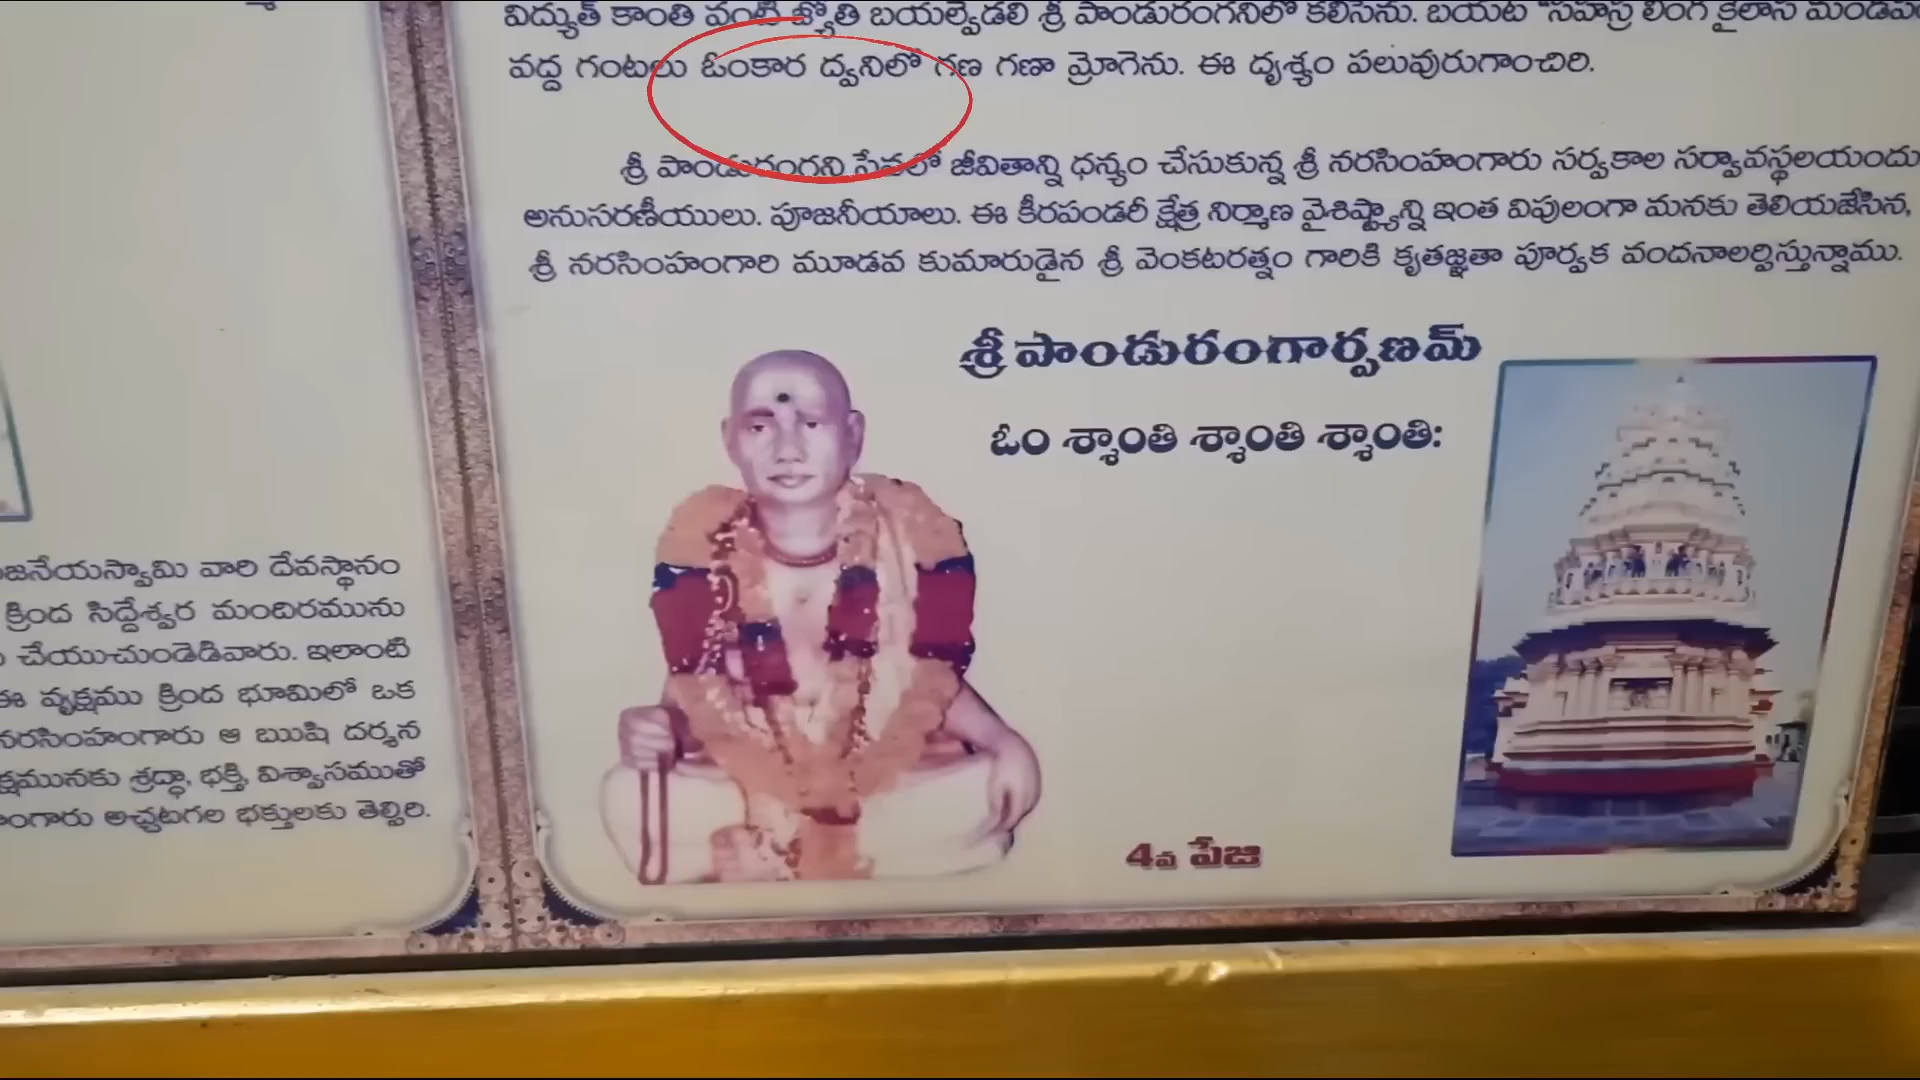 విద్యుత్ కాంతి వంటి జ్యోతి బయల్వెడలి శ్రీ పాండురంగనిలో కలిసెను. బయట "సహస్ర లింగ కైలాస మండపం
వద్ద గంటలు ఓంకార ద్వనిలో గణ గణా మ్రోగెను. ఈ దృశ్యం పలువురుగాంచిరి.
శ్రీ పాండురంగని సేవలో జీవితాన్ని ధన్యం చేసుకున్న శ్రీ నరసింహంగారు సర్వకాల సర్వావస్థలయందు
అనుసరణీయులు. పూజనీయాలు. ఈ కీరపండరీ క్షేత్ర నిర్మాణ వైశిష్ట్యాన్ని ఇంత విపులంగా మనకు తెలియజేసిన,
శ్రీ నరసింహంగారి మూడవ కుమారుడైన శ్రీ వెంకటరత్నం గారికి కృతజ్ఞతా పూర్వక వందనాలర్పిస్తున్నాము.
శ్రీ పాండురంగార్పణమ్
ఓం శ్శాంతి శ్శాంతి శ్శాంతి:
4వ పేజి
జనేయస్వామి వారి దేవస్థానం
క్రింద సిద్దేశ్వర మందిరమును
చేయుచుండెడివారు. ఇలాంటి
ఈ వృక్షము క్రింద భూమిలో ఒక
నరసింహంగారు ఆ ఋషి దర్శన
క్షమునకు శ్రద్ధా, భక్తి, విశ్వాసముతో
ంగారు అచ్చటగల భక్తులకు తెల్పిరి.